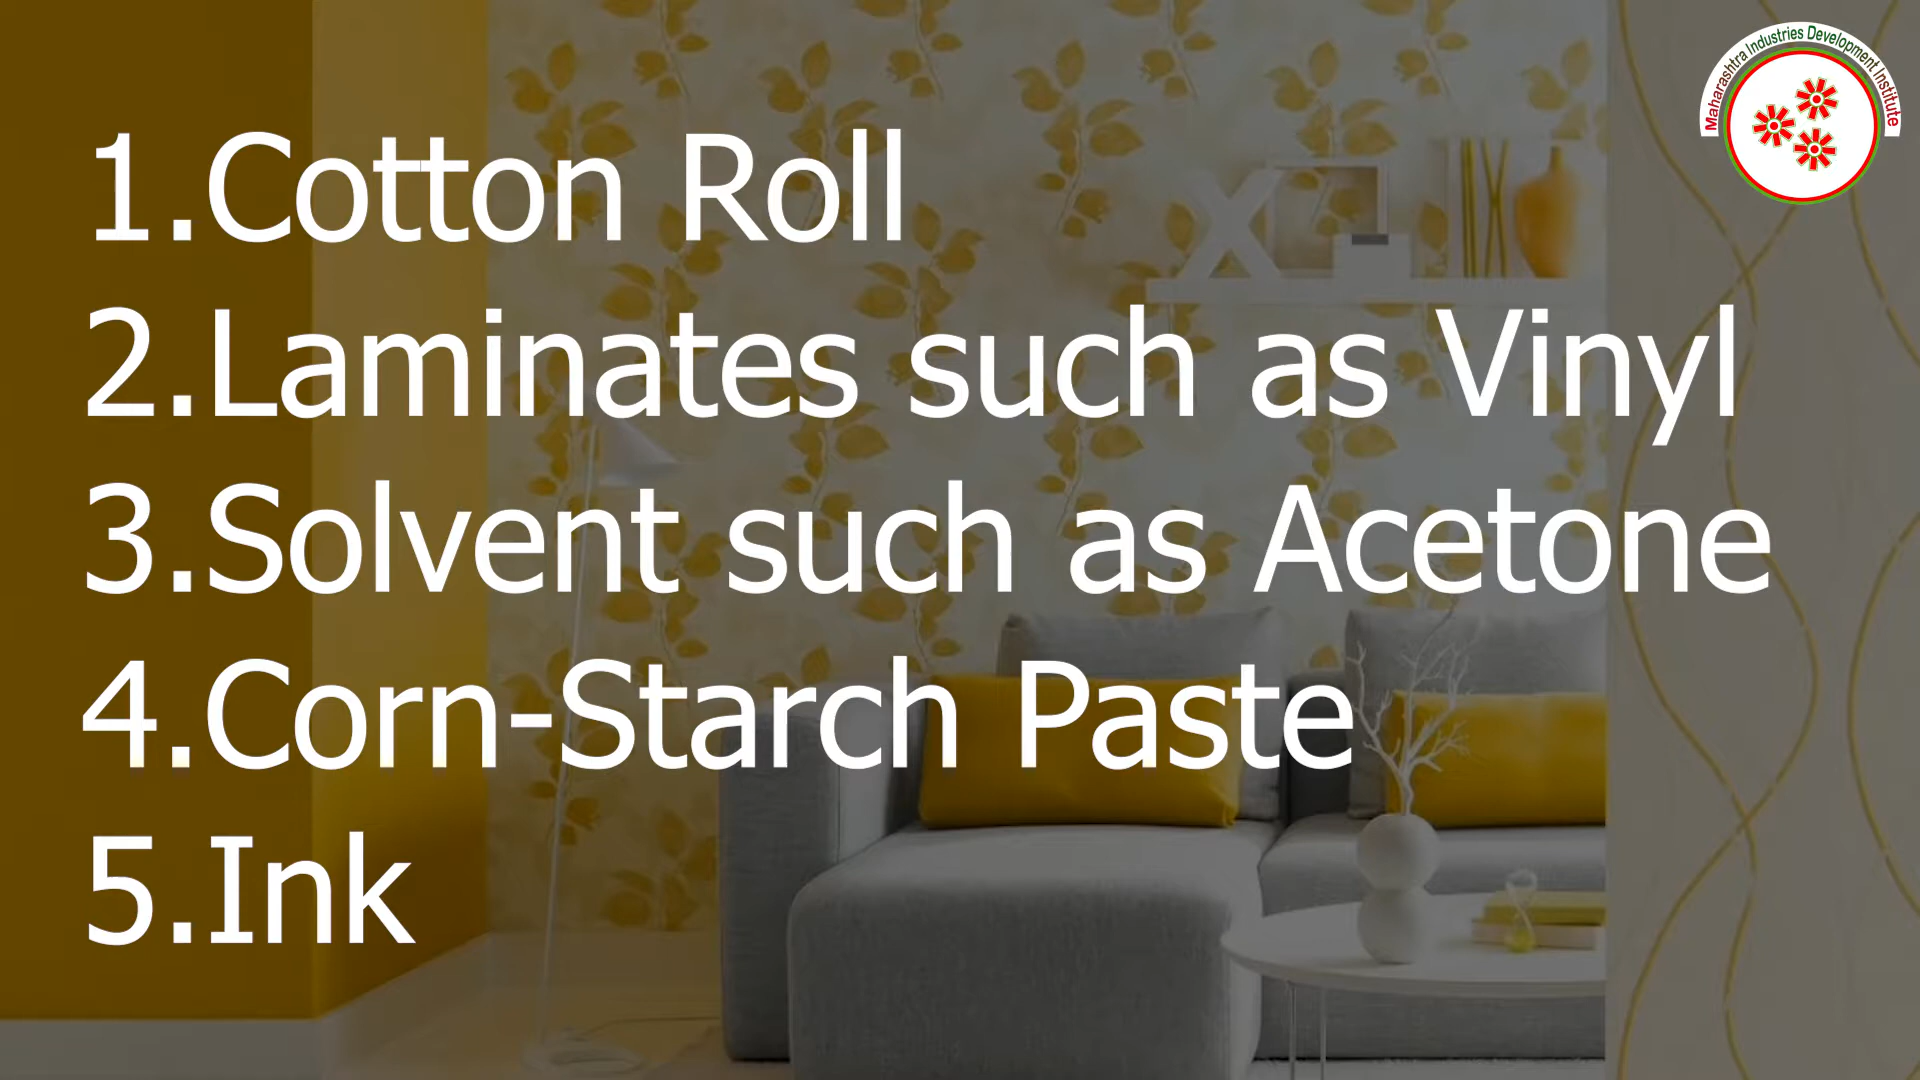 Maharashtra Industries Development Institute
1.Cotton Roll
2.Laminates such as Vinyl
3.Solvent such as Acetone
4.Corn-Starch Paste
5.Ink